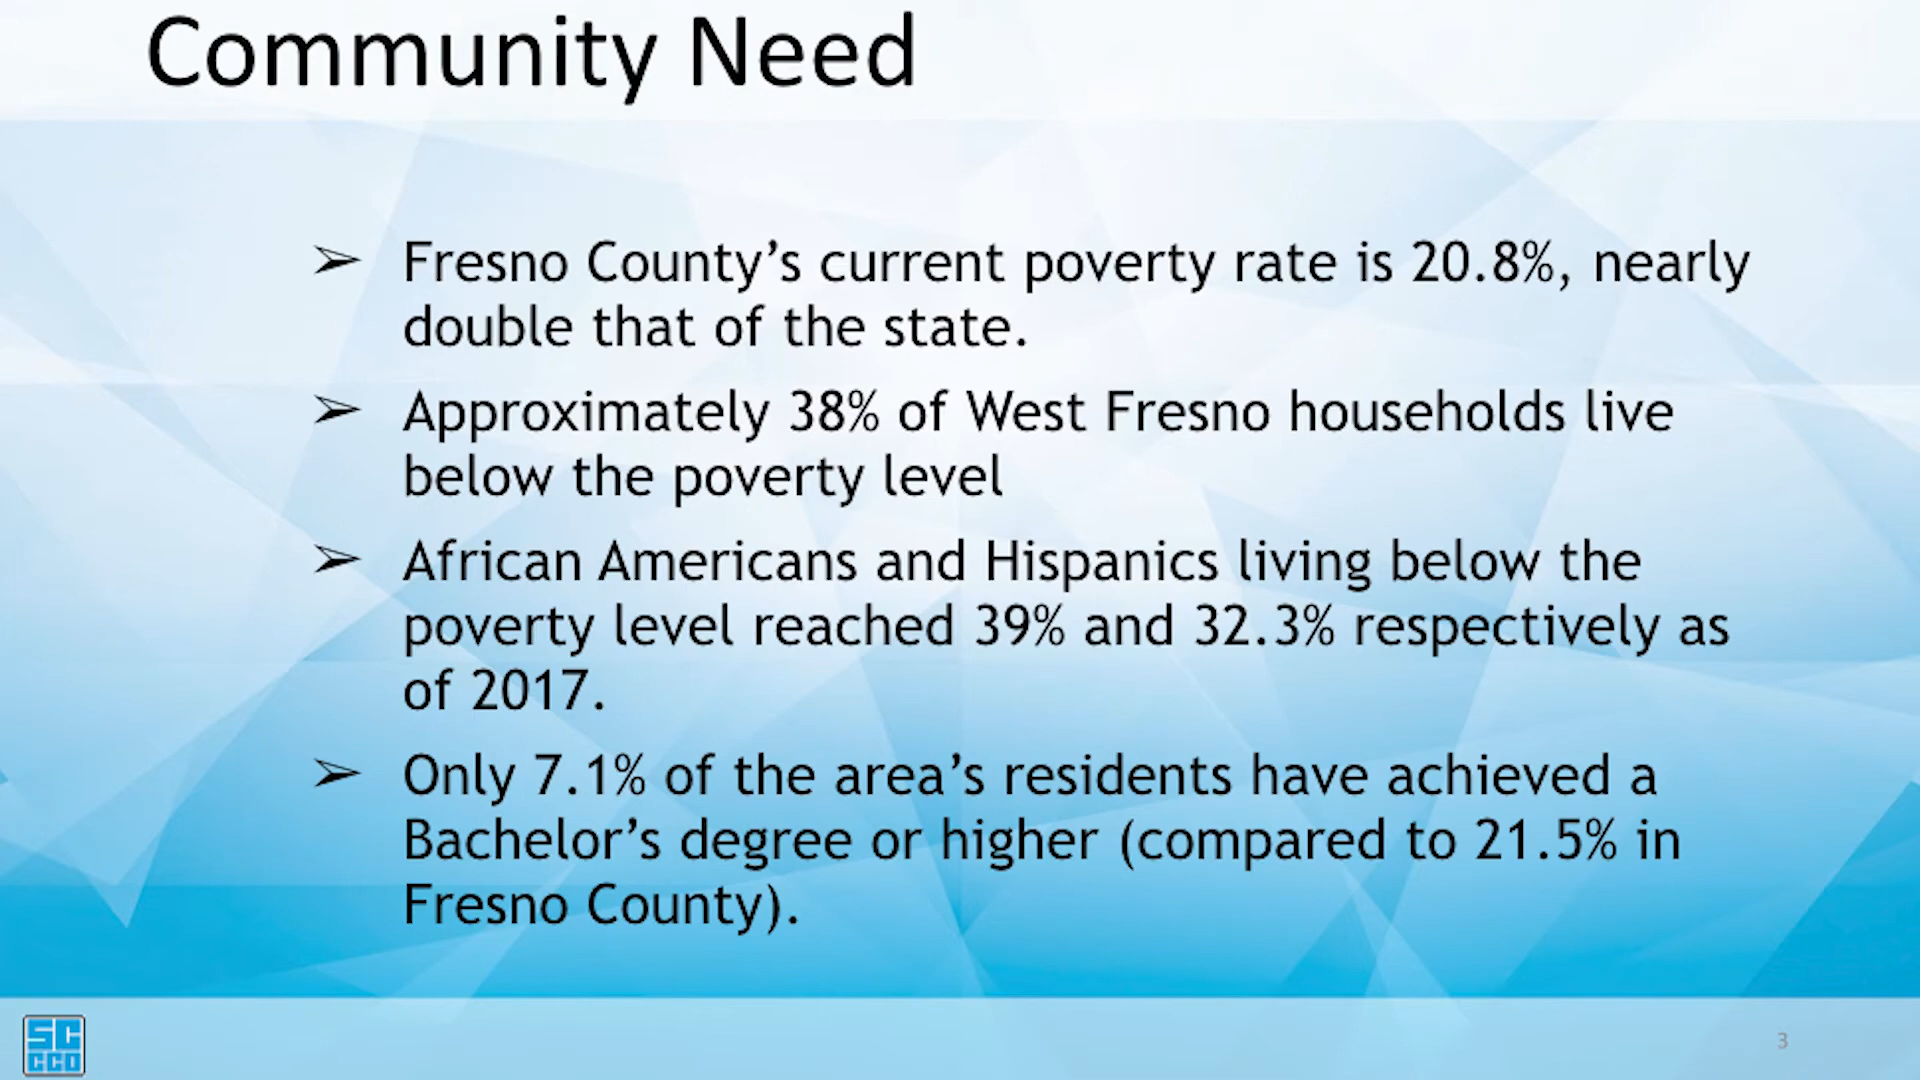 Community Need
➢ Fresno County’s current poverty rate is 20.8%, nearly
double that of the state.
➢ Approximately 38% of West Fresno households live
below the poverty level
➢ African Americans and Hispanics living below the
poverty level reached 39% and 32.3% respectively as
of 2017.
➢ Only 7.1% of the area’s residents have achieved a
Bachelor’s degree or higher (compared to 21.5% in
Fresno County).
SC
CCD
3